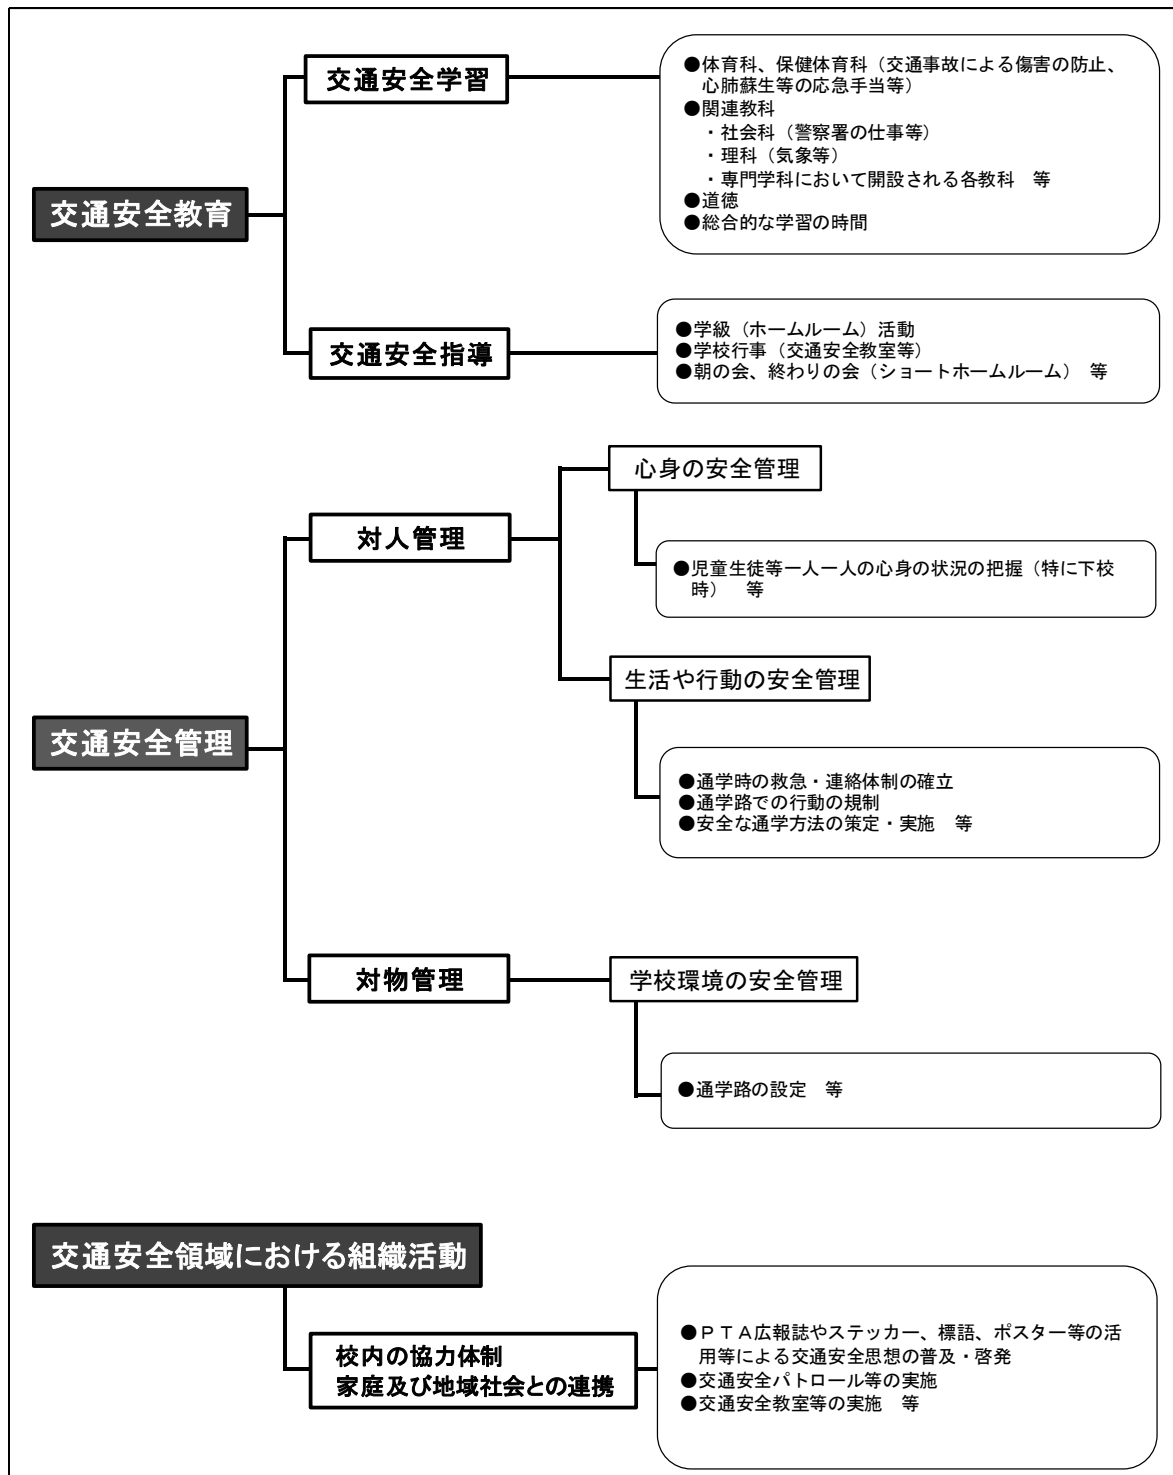 交通安全教育
交通安全学習
●体育科、保健体育科（交通事故による傷害の防止、
心肺蘇生等の応急手当等）
●関連教科
・社会科（警察署の仕事等）
・理科（気象等）
・専門学科において開設される各教科　等
●道徳
●総合的な学習の時間
交通安全指導
●学級（ホームルーム）活動
●学校行事（交通安全教室等）
●朝の会、終わりの会（ショートホームルーム）　等
交通安全管理
対人管理
心身の安全管理
●児童生徒等一人一人の心身の状況の把握（特に下校
時）　等
生活や行動の安全管理
●通学時の救急・連絡体制の確立
●通学路での行動の規制
●安全な通学方法の策定・実施　等
対物管理
学校環境の安全管理
●通学路の設定　等
交通安全領域における組織活動
校内の協力体制
家庭及び地域社会との連携
●ＰＴＡ広報誌やステッカー、標語、ポスター等の活
用等による交通安全思想の普及・啓発
●交通安全パトロール等の実施
●交通安全教室等の実施　等